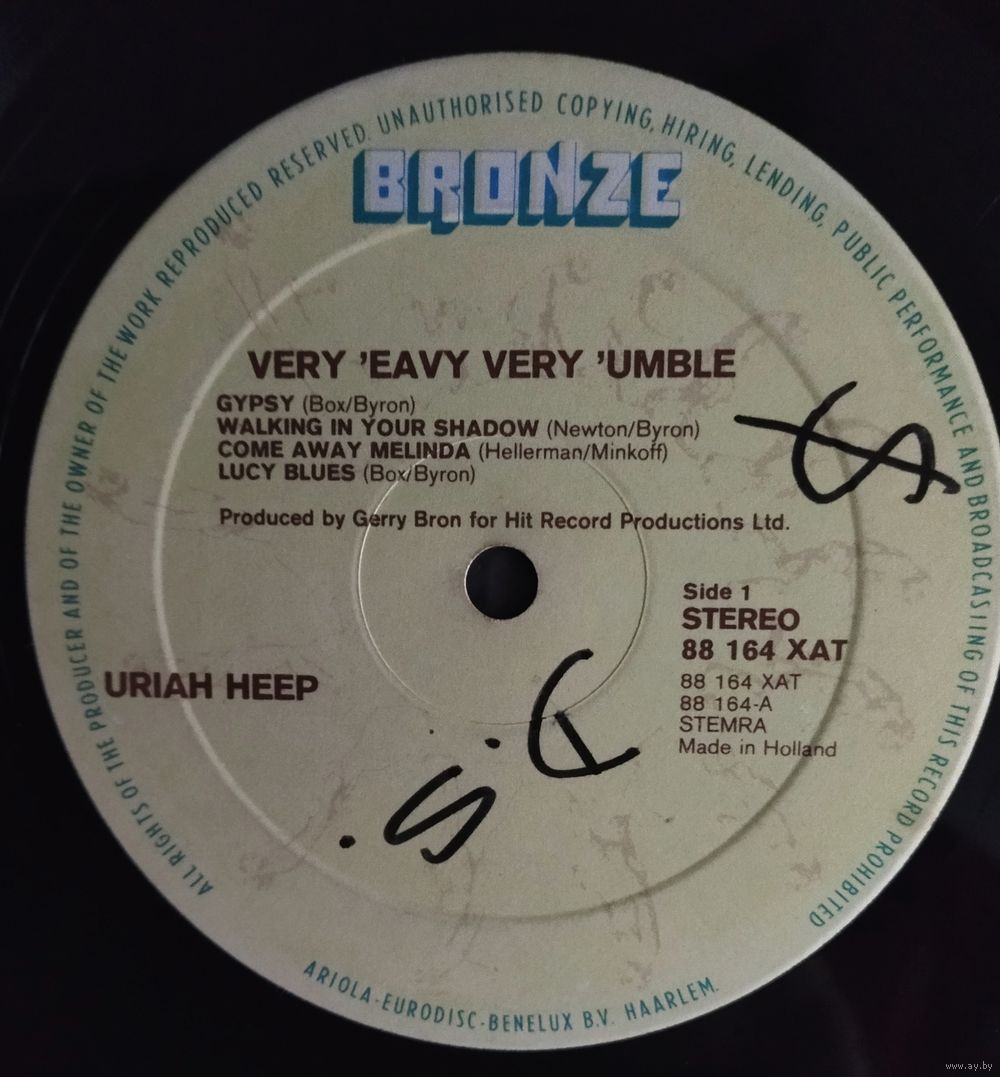 ALL RIGHTS OF THE PRODUCER AND OF THE OWNER OF THE WORK REPRODUCED RESERVED. UNAUTHORISED COPYING, HIRING, LENDING, PUBLIC PERFORMANCE AND BROADCASTING OF THIS RECORD PROHIBITED
BRONZE
VERY 'EAVY VERY 'UMBLE
GYPSY (Box/Byron)
WALKING IN YOUR SHADOW (Newton/Byron)
COME AWAY MELINDA (Hellerman/Minkoff)
LUCY BLUES (Box/Byron)
Produced by Gerry Bron for Hit Record Productions Ltd.
Side 1
STEREO
88 164 XAT
88 164 XAT
88 164-A
STEMRA
Made in Holland
URIAH HEEP
ARIOLA-EURODISC-BENELUX B.V. HAARLEM.
www.ay.by